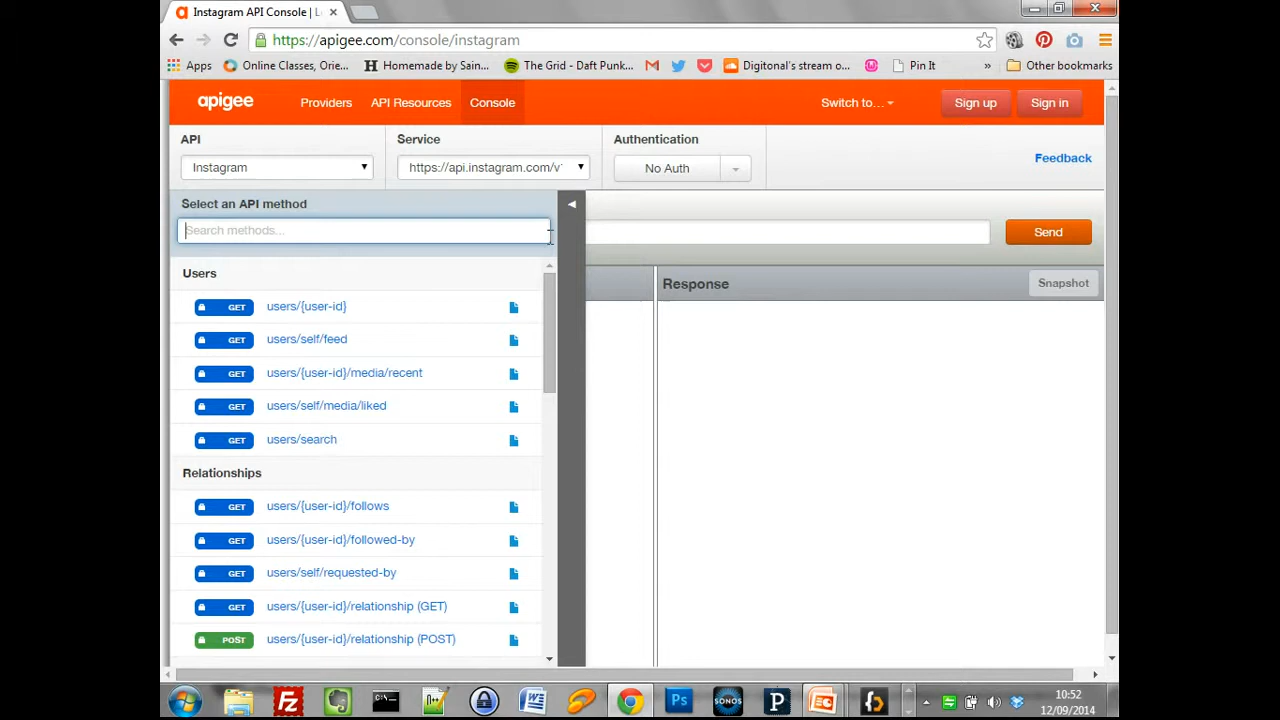 Instagram API Console | L
https://apigee.com/console/instagram
Apps
Online Classes, Orie...
Homemade by Sain...
The Grid - Daft Punk...
Digitonal's stream o
Pin It
»
Other bookmarks
apigee
Providers
API Resources
Console
Switch to...
Sign up
Sign in
API
Service
Authentication
Instagram
https://api.instagram.com/v
No Auth
Feedback
Select an API method
Search methods...
Send
Response
Snapshot
Users
GET users/{user-id}
GET users/self/feed
GET users/{user-id}/media/recent
GET users/self/media/liked
GET users/search
Relationships
GET users/{user-id}/follows
GET users/{user-id}/followed-by
GET users/self/requested-by
GET users/{user-id}/relationship (GET)
POST users/{user-id}/relationship (POST)
10:52
12/09/2014